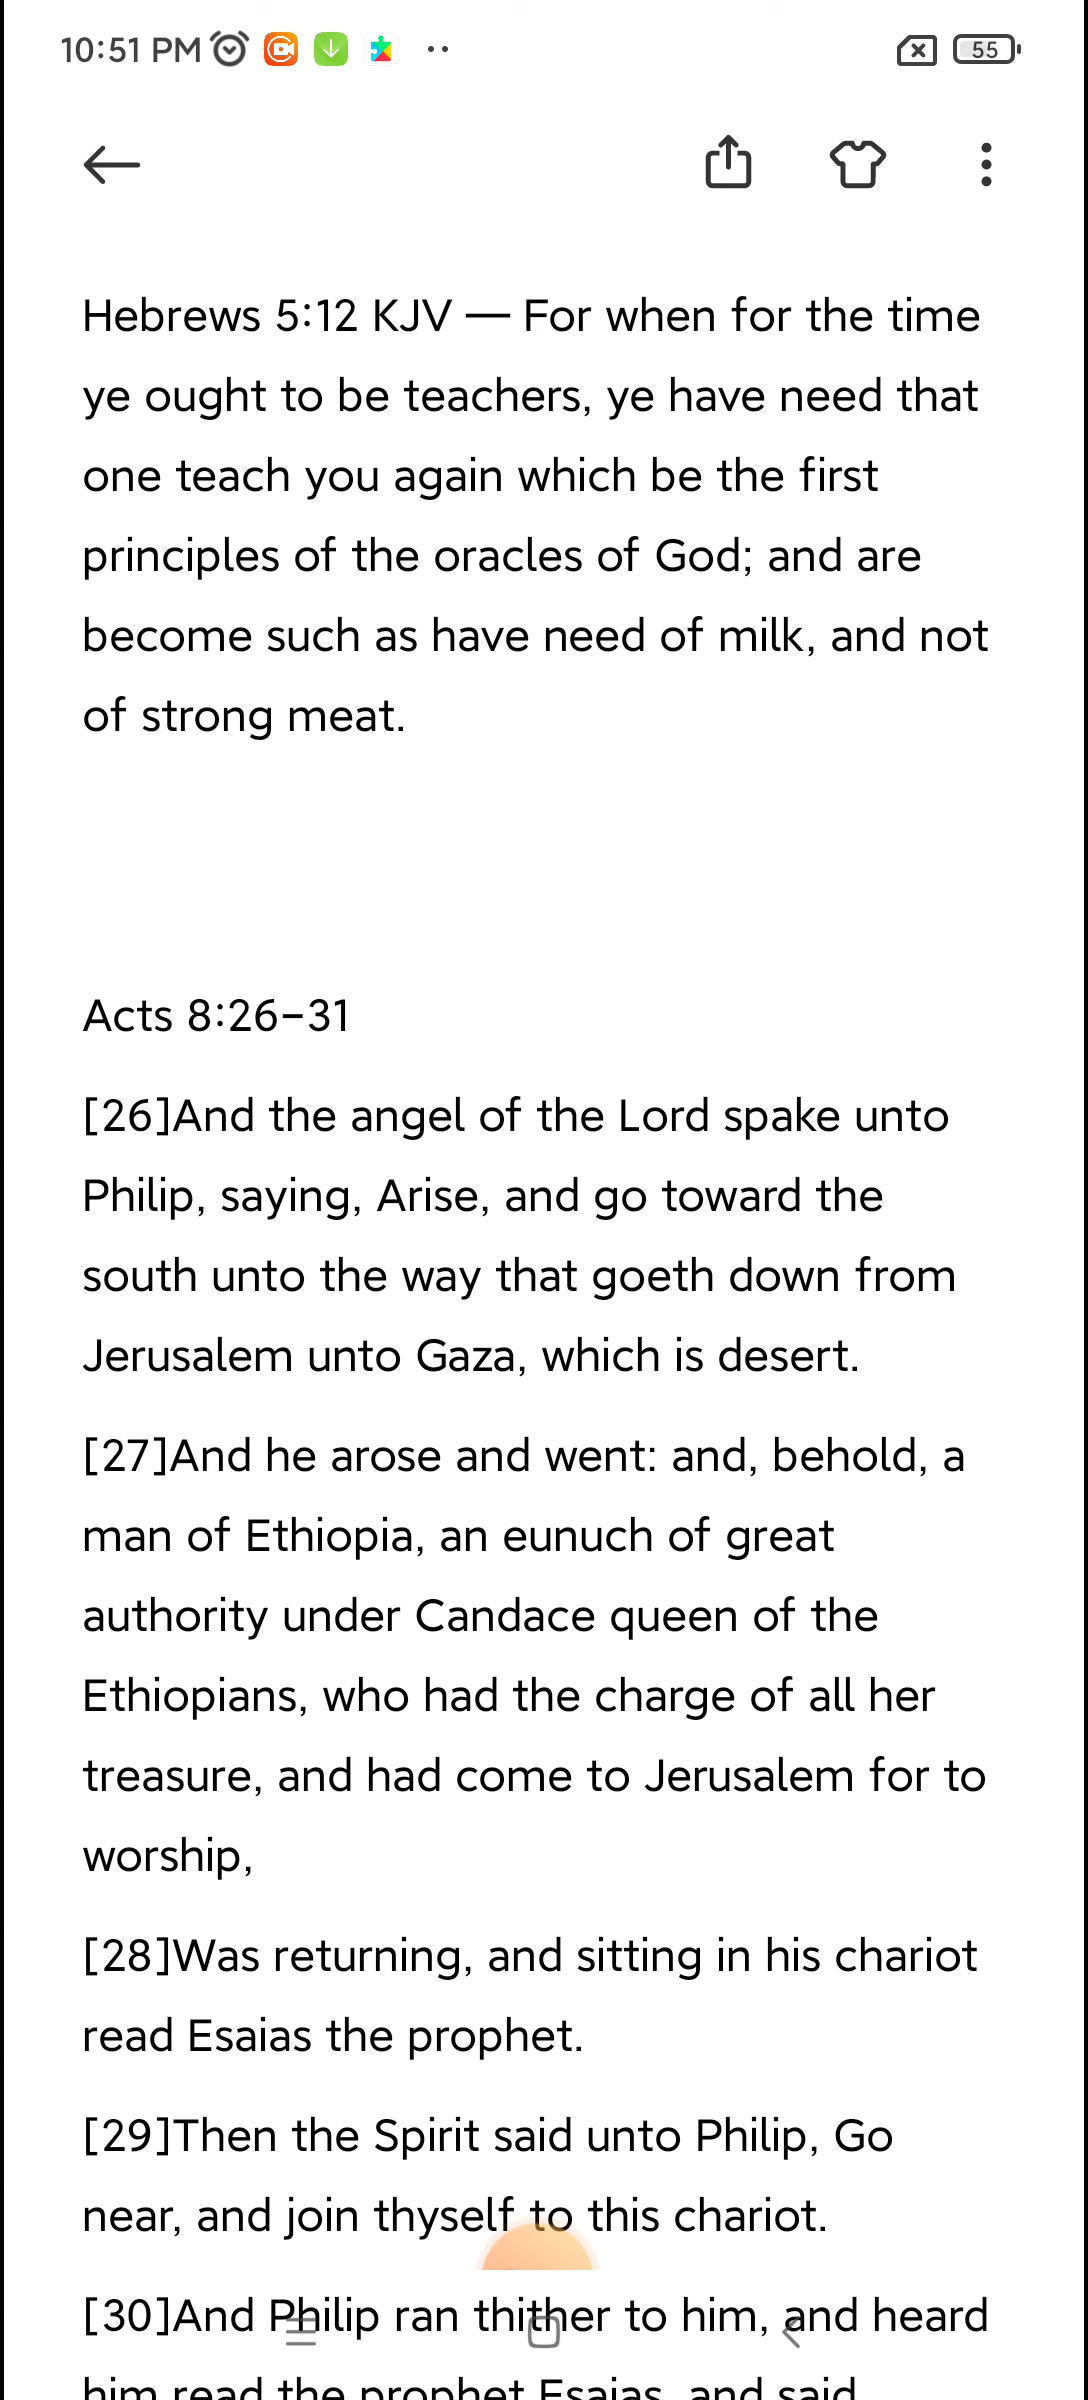 10:51 PM
55
Hebrews 5:12 KJV — For when for the time
ye ought to be teachers, ye have need that
one teach you again which be the first
principles of the oracles of God; and are
become such as have need of milk, and not
of strong meat.
Acts 8:26–31
[26]And the angel of the Lord spake unto
Philip, saying, Arise, and go toward the
south unto the way that goeth down from
Jerusalem unto Gaza, which is desert.
[27]And he arose and went: and, behold, a
man of Ethiopia, an eunuch of great
authority under Candace queen of the
Ethiopians, who had the charge of all her
treasure, and had come to Jerusalem for to
worship,
[28]Was returning, and sitting in his chariot
read Esaias the prophet.
[29]Then the Spirit said unto Philip, Go
near, and join thyself to this chariot.
[30]And Philip ran thither to him, and heard
him read the prophet Esaias, and said,